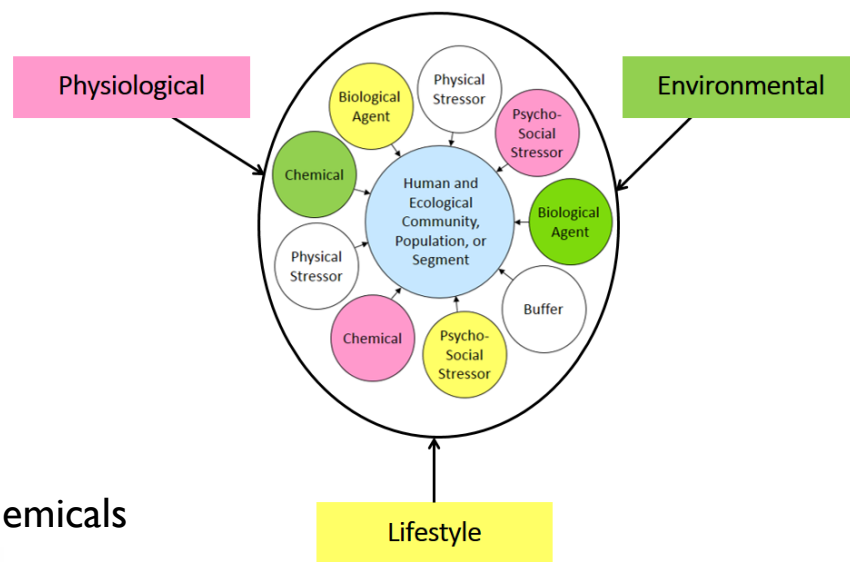 Physiological
Environmental
Physical
Stressor
Biological
Agent
Psycho-
Social
Stressor
Chemical
Human and
Ecological
Community,
Population, or
Segment
Biological
Agent
Physical
Stressor
Buffer
Chemical
Psycho-
Social
Stressor
emicals
Lifestyle